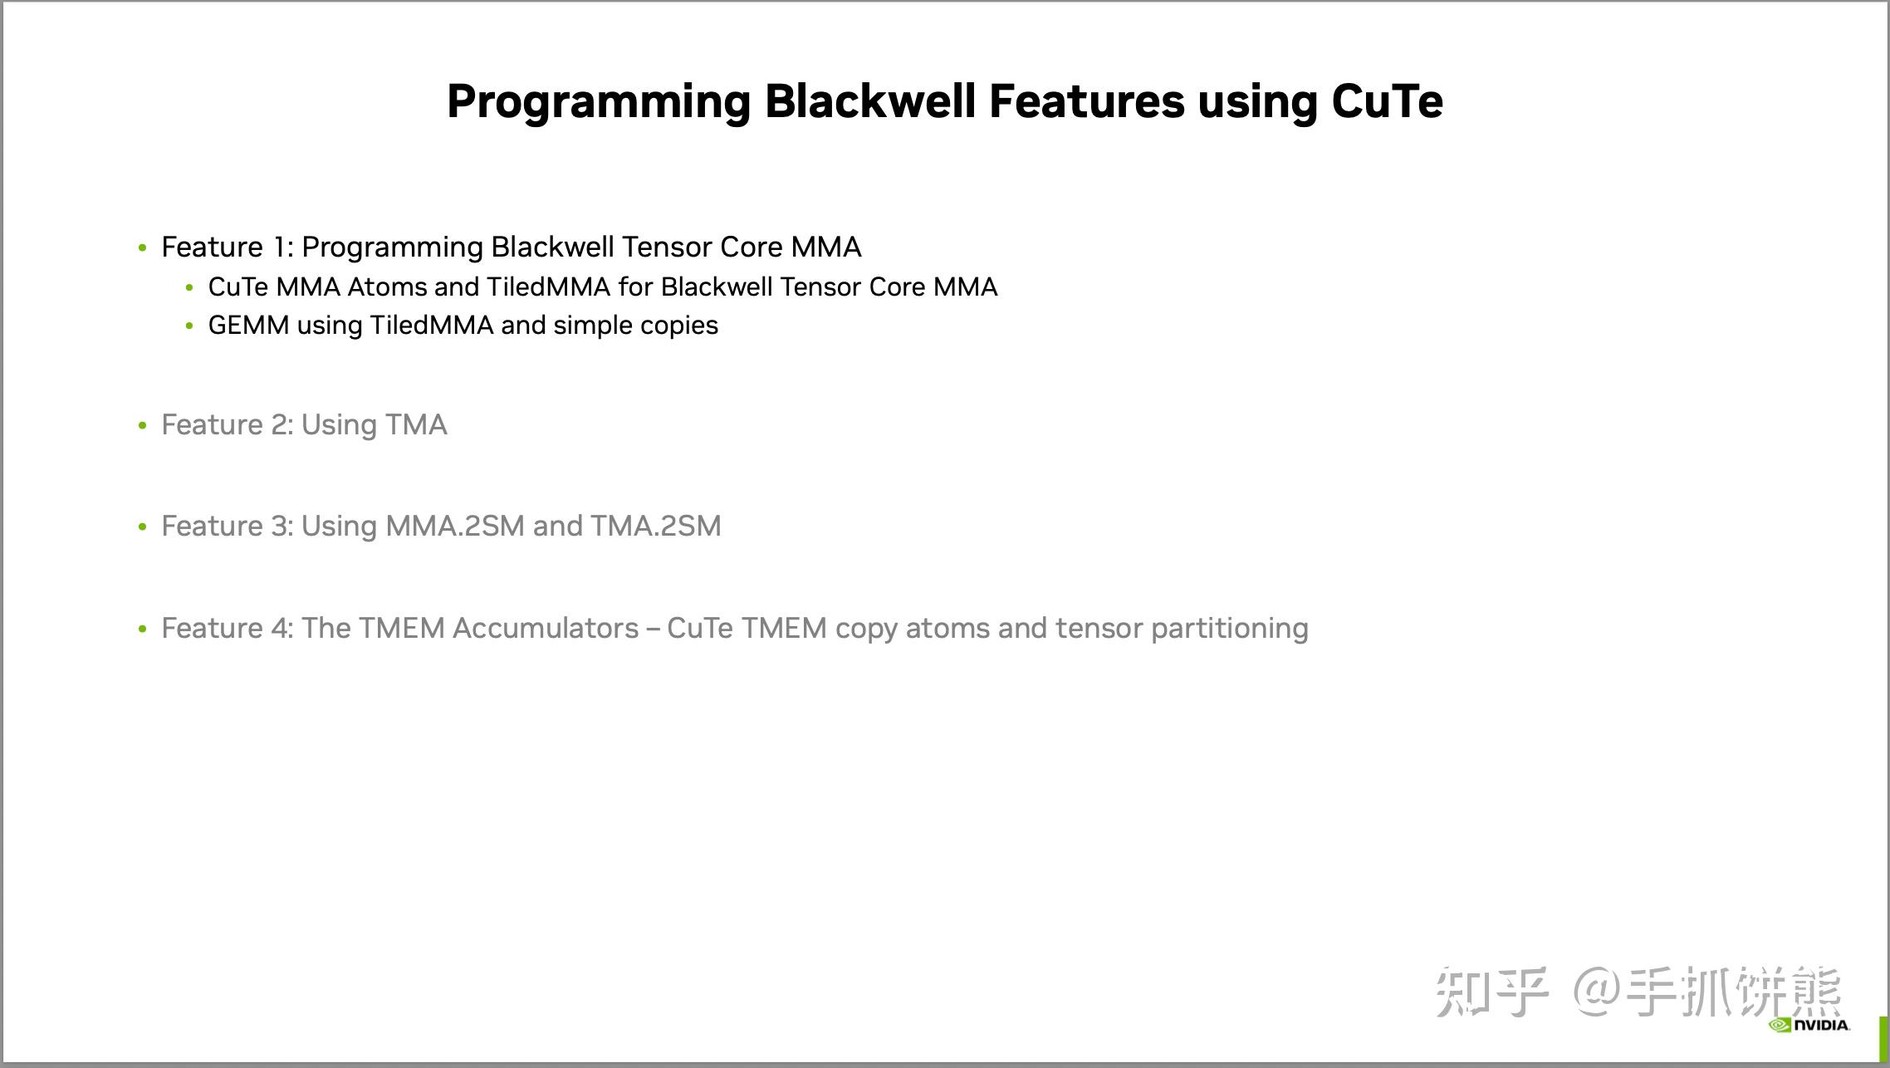 Programming Blackwell Features using CuTe
• Feature 1: Programming Blackwell Tensor Core MMA
• CuTe MMA Atoms and TiledMMA for Blackwell Tensor Core MMA
• GEMM using TiledMMA and simple copies
• Feature 2: Using TMA
• Feature 3: Using MMA.2SM and TMA.2SM
• Feature 4: The TMEM Accumulators – CuTe TMEM copy atoms and tensor partitioning
知乎 @手抓饼熊
NVIDIA.